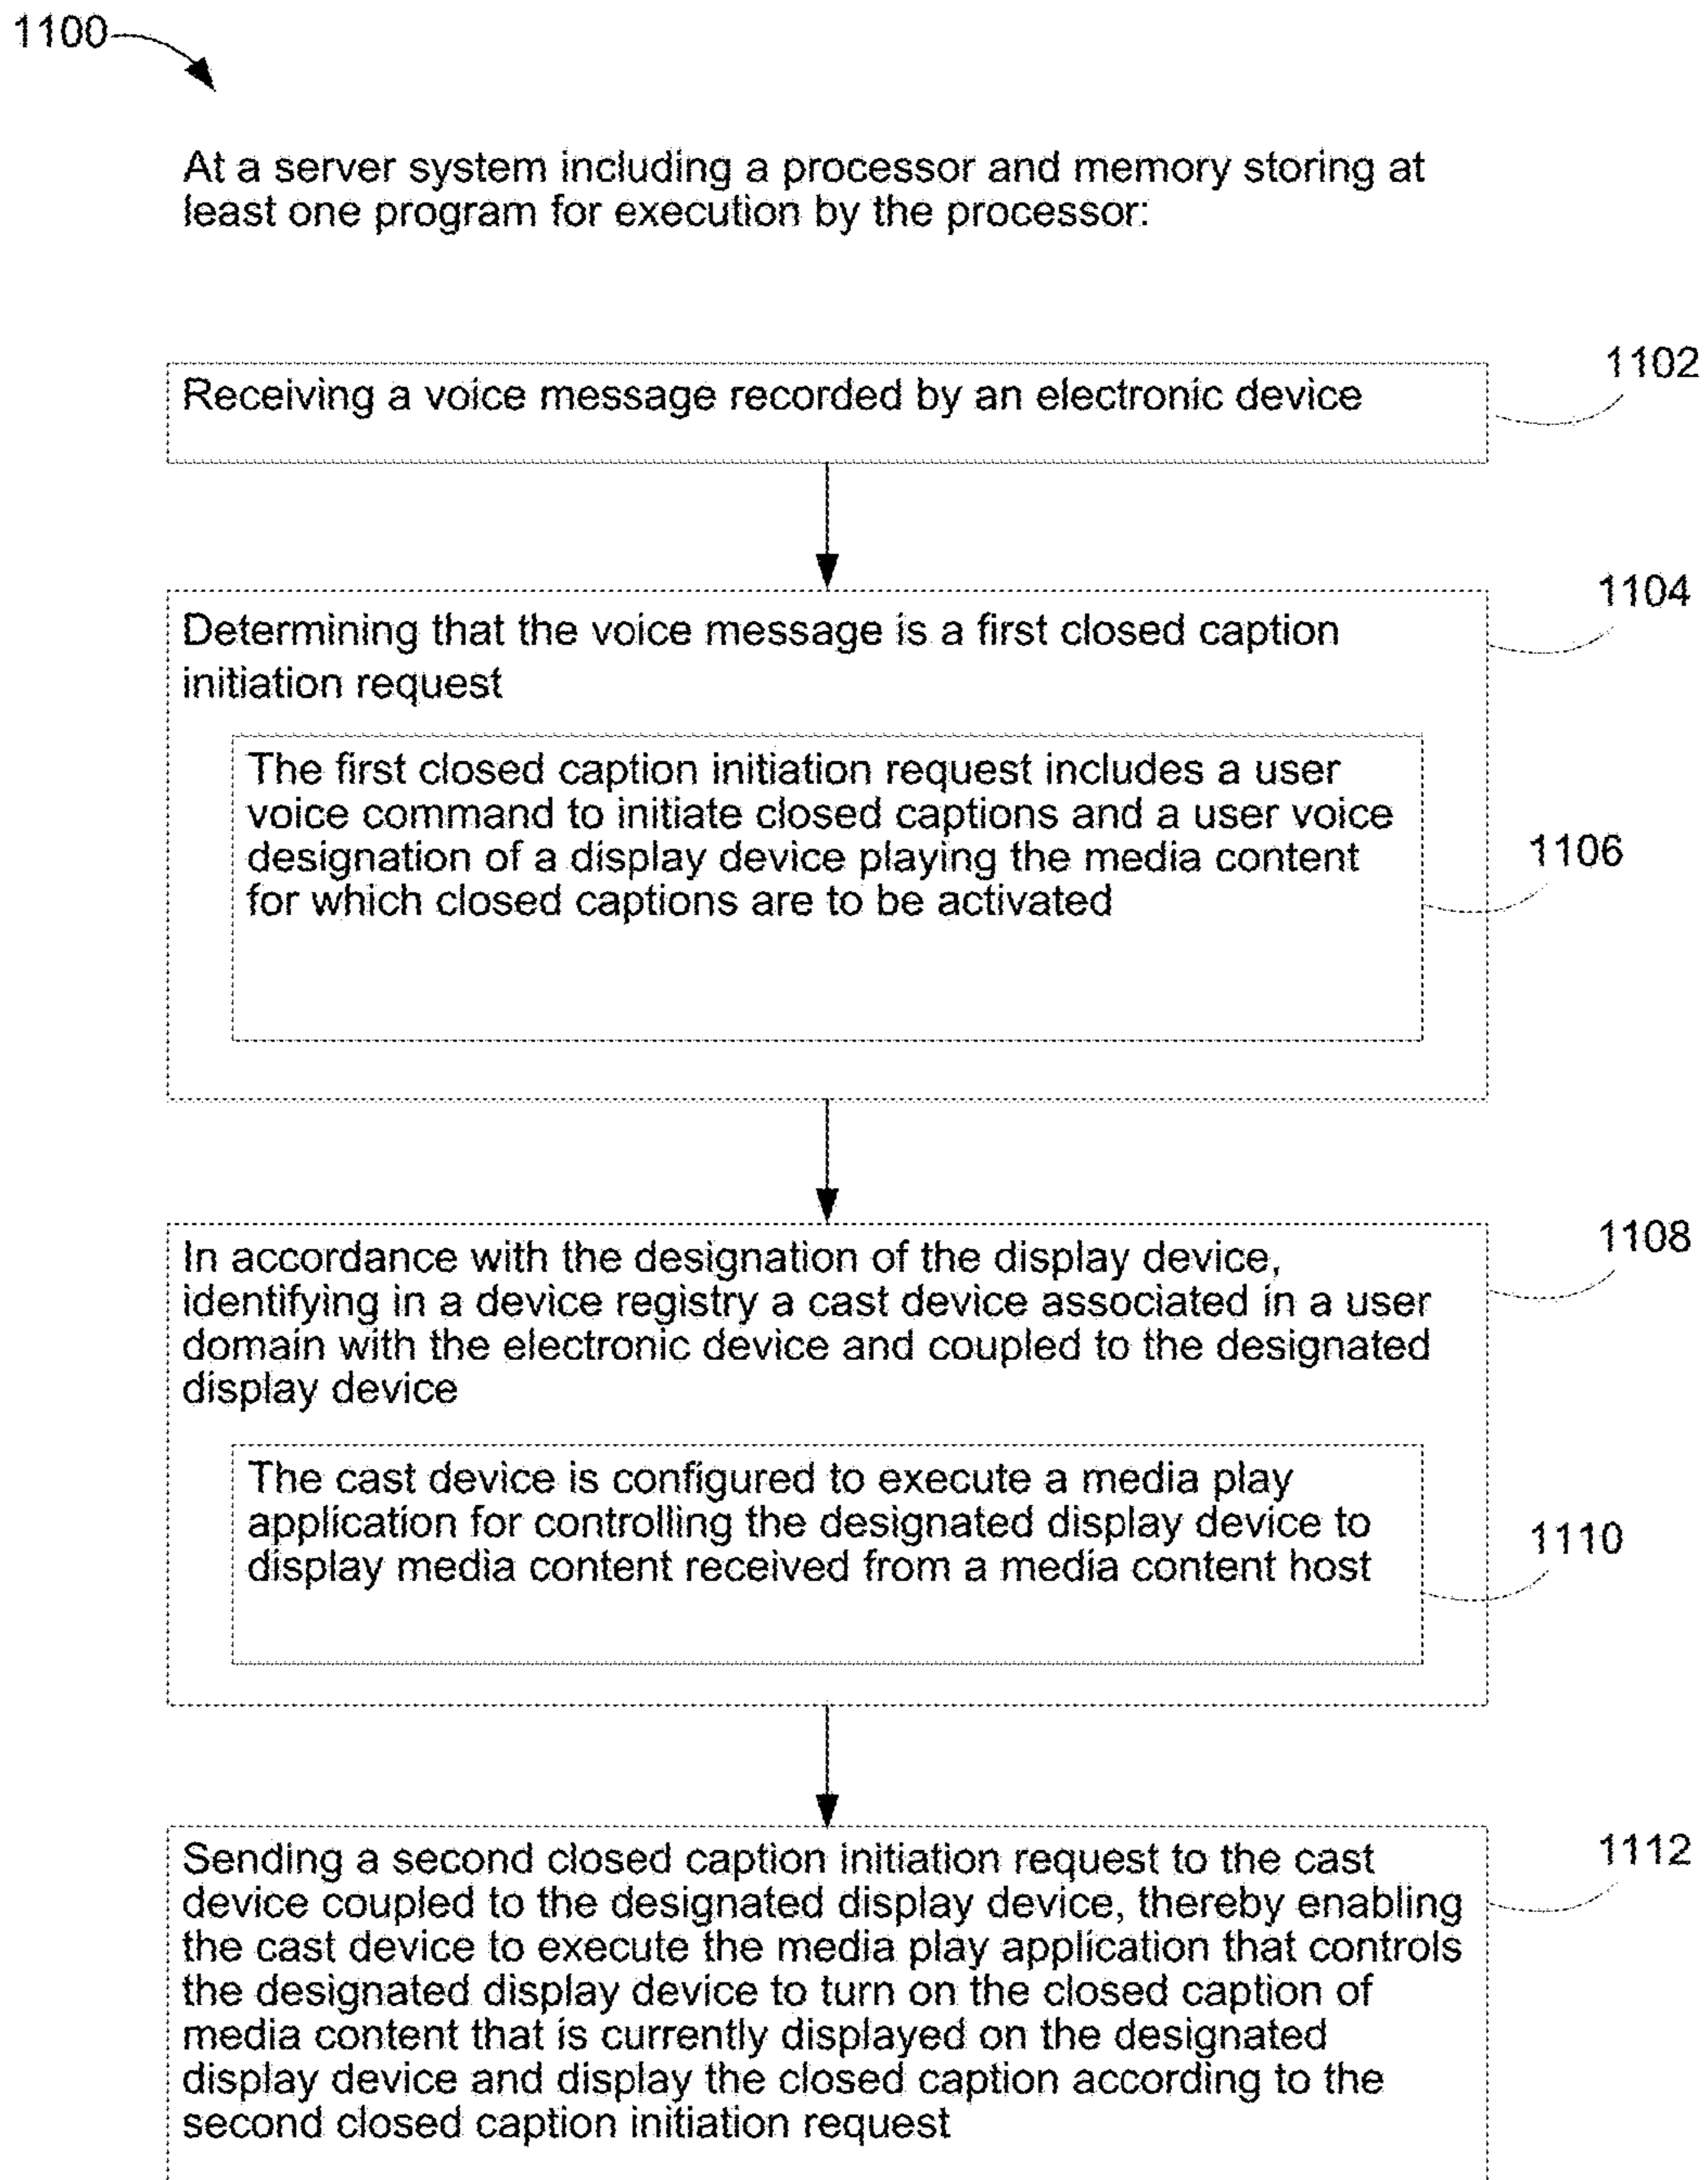 1100
At a server system including a processor and memory storing at
least one program for execution by the processor:
1102
Receiving a voice message recorded by an electronic device
1104
Determining that the voice message is a first closed caption
initiation request
The first closed caption initiation request includes a user
voice command to initiate closed captions and a user voice
designation of a display device playing the media content
for which closed captions are to be activated
1106
1108
In accordance with the designation of the display device,
identifying in a device registry a cast device associated in a user
domain with the electronic device and coupled to the designated
display device
The cast device is configured to execute a media play
application for controlling the designated display device to
display media content received from a media content host
1110
1112
Sending a second closed caption initiation request to the cast
device coupled to the designated display device, thereby enabling
the cast device to execute the media play application that controls
the designated display device to turn on the closed caption of
media content that is currently displayed on the designated
display device and display the closed caption according to the
second closed caption initiation request